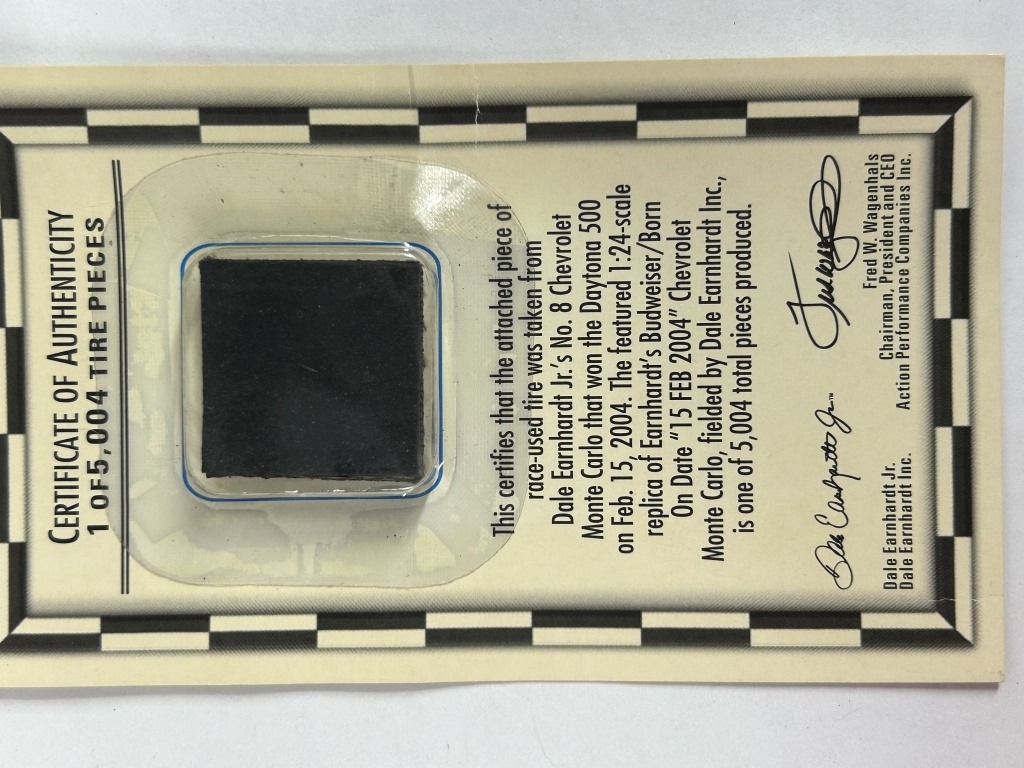 CERTIFICATE OF AUTHENTICITY
1 OF 5,004 TIRE PIECES
This certifies that the attached piece of
race-used tire was taken from
Dale Earnhardt Jr.'s No. 8 Chevrolet
Monte Carlo that won the Daytona 500
on Feb. 15, 2004. The featured 1:24-scale
replica of Earnhardt's Budweiser/Born
On Date “15 FEB 2004” Chevrolet
Monte Carlo, fielded by Dale Earnhardt Inc.,
is one of 5,004 total pieces produced.
Dale Earnhardt Jr.™
Dale Earnhardt Jr.
Dale Earnhardt Inc.
Fred W. Wagenhals
Chairman, President and CEO
Action Performance Companies Inc.